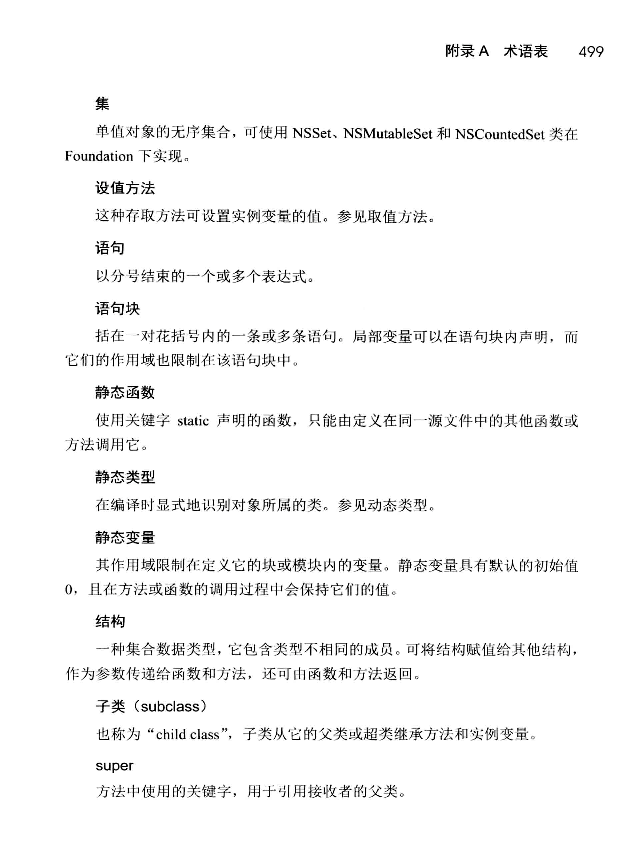 附录 A 术语表 499
集
单值对象的无序集合，可使用 NSSet、NSMutableSet 和 NSCountedSet 类在
Foundation 下实现。
设值方法
这种存取方法可设置实例变量的值。参见取值方法。
语句
以分号结束的一个或多个表达式。
语句块
括在一对花括号内的一条或多条语句。局部变量可以在语句块内声明，而
它们的作用域也限制在该语句块中。
静态函数
使用关键字 static 声明的函数，只能由定义在同一源文件中的其他函数或
方法调用它。
静态类型
在编译时显式地识别对象所属的类。参见动态类型。
静态变量
其作用域限制在定义它的块或模块内的变量。静态变量具有默认的初始值
0，且在方法或函数的调用过程中会保持它们的值。
结构
一种集合数据类型，它包含类型不相同的成员。可将结构赋值给其他结构，
作为参数传递给函数和方法，还可由函数和方法返回。
子类（subclass）
也称为“child class”，子类从它的父类或超类继承方法和实例变量。
super
方法中使用的关键字，用于引用接收者的父类。